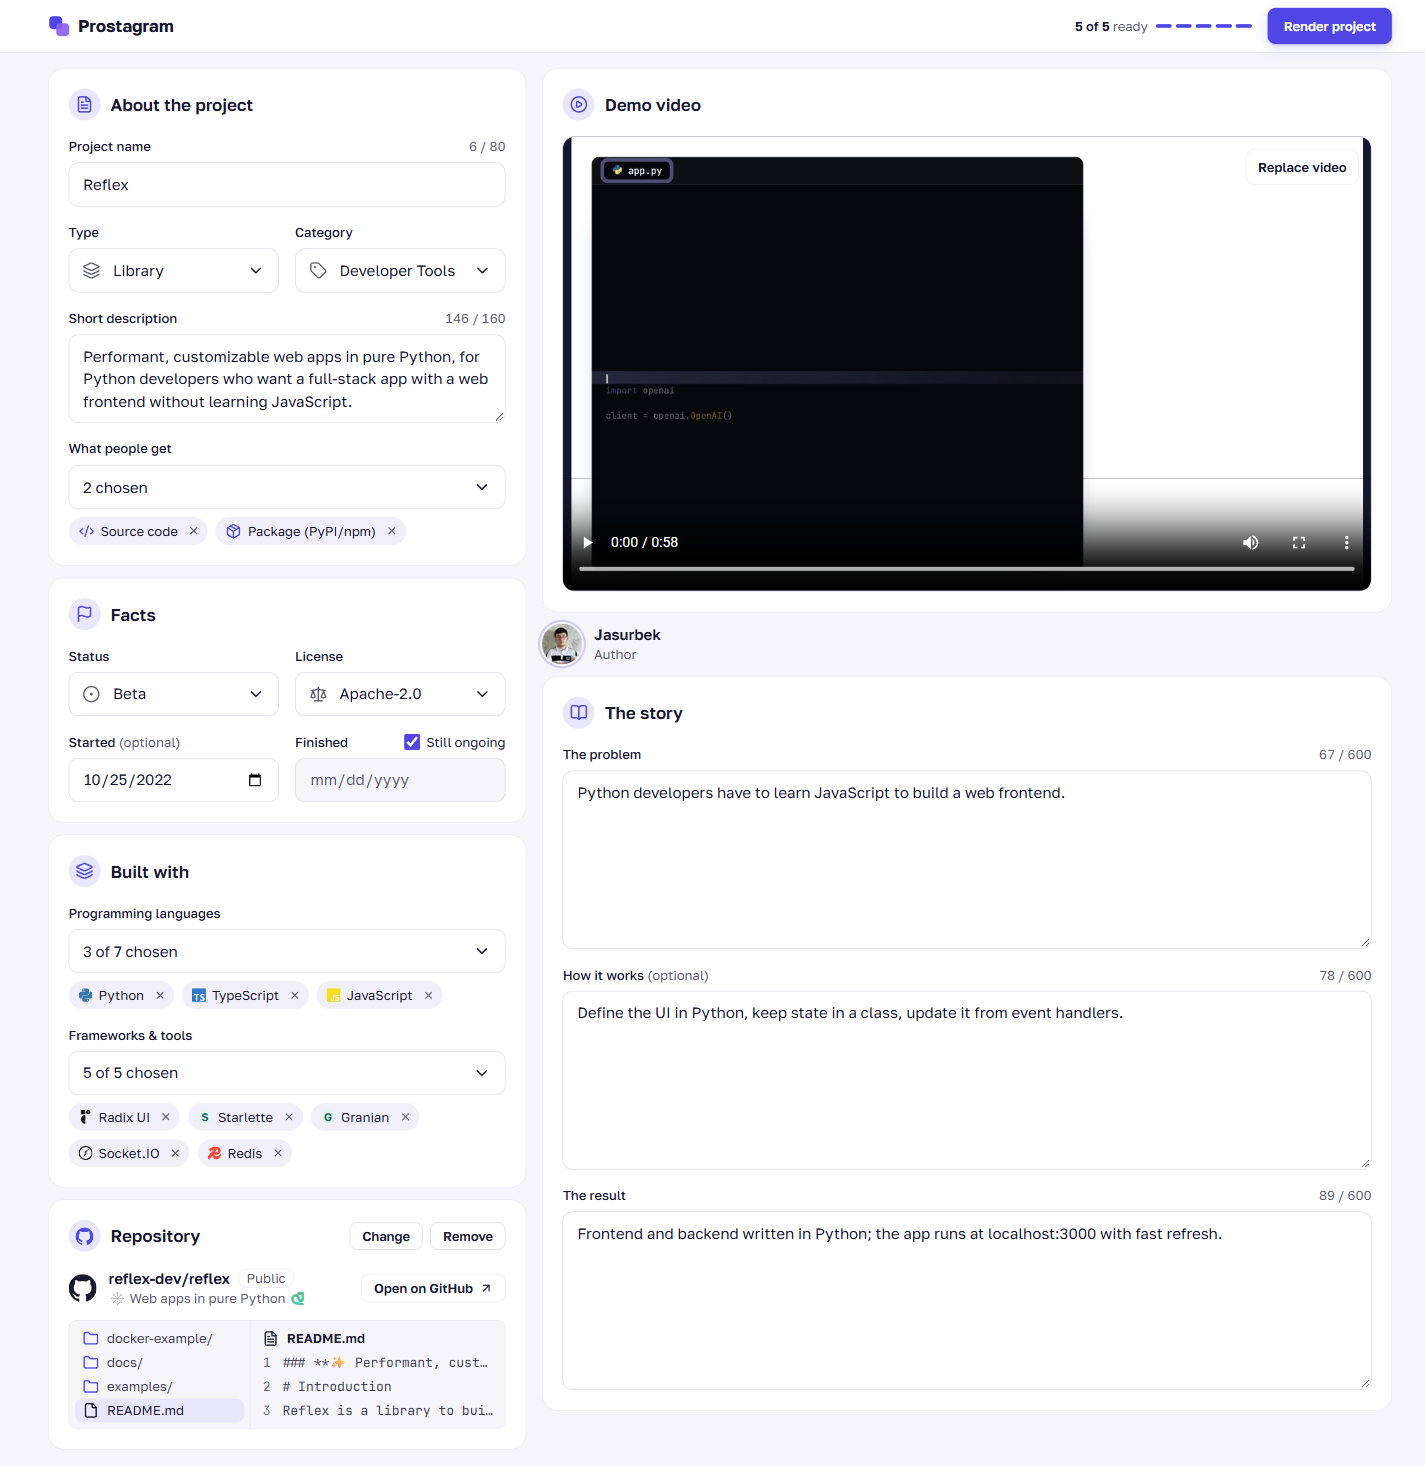 Prostagram
5 of 5 ready
Render project
About the project
Project name
6 / 80
Reflex
Type
Category
Library
Developer Tools
Short description
146 / 160
Performant, customizable web apps in pure Python, for
Python developers who want a full-stack app with a web
frontend without learning JavaScript.
What people get
2 chosen
Source code
Package (PyPI/npm)
Facts
Status
License
Beta
Apache-2.0
Started (optional)
Finished
Still ongoing
10/25/2022
mm/dd/yyyy
Built with
Programming languages
3 of 7 chosen
Python
TS TypeScript
JS JavaScript
Frameworks & tools
5 of 5 chosen
Radix UI
S Starlette
G Granian
Socket.IO
Redis
Repository
Change
Remove
reflex-dev/reflex
Public
🕸️ Web apps in pure Python 🐍
Open on GitHub
docker-example/
docs/
examples/
README.md
README.md
1 ### **✨ Performant, cust…
2 # Introduction
3 Reflex is a library to bui…
Demo video
app.py
Replace video
import openai
client = openai.OpenAI()
0:00 / 0:58
Jasurbek
Author
The story
The problem
67 / 600
Python developers have to learn JavaScript to build a web frontend.
How it works (optional)
78 / 600
Define the UI in Python, keep state in a class, update it from event handlers.
The result
89 / 600
Frontend and backend written in Python; the app runs at localhost:3000 with fast refresh.